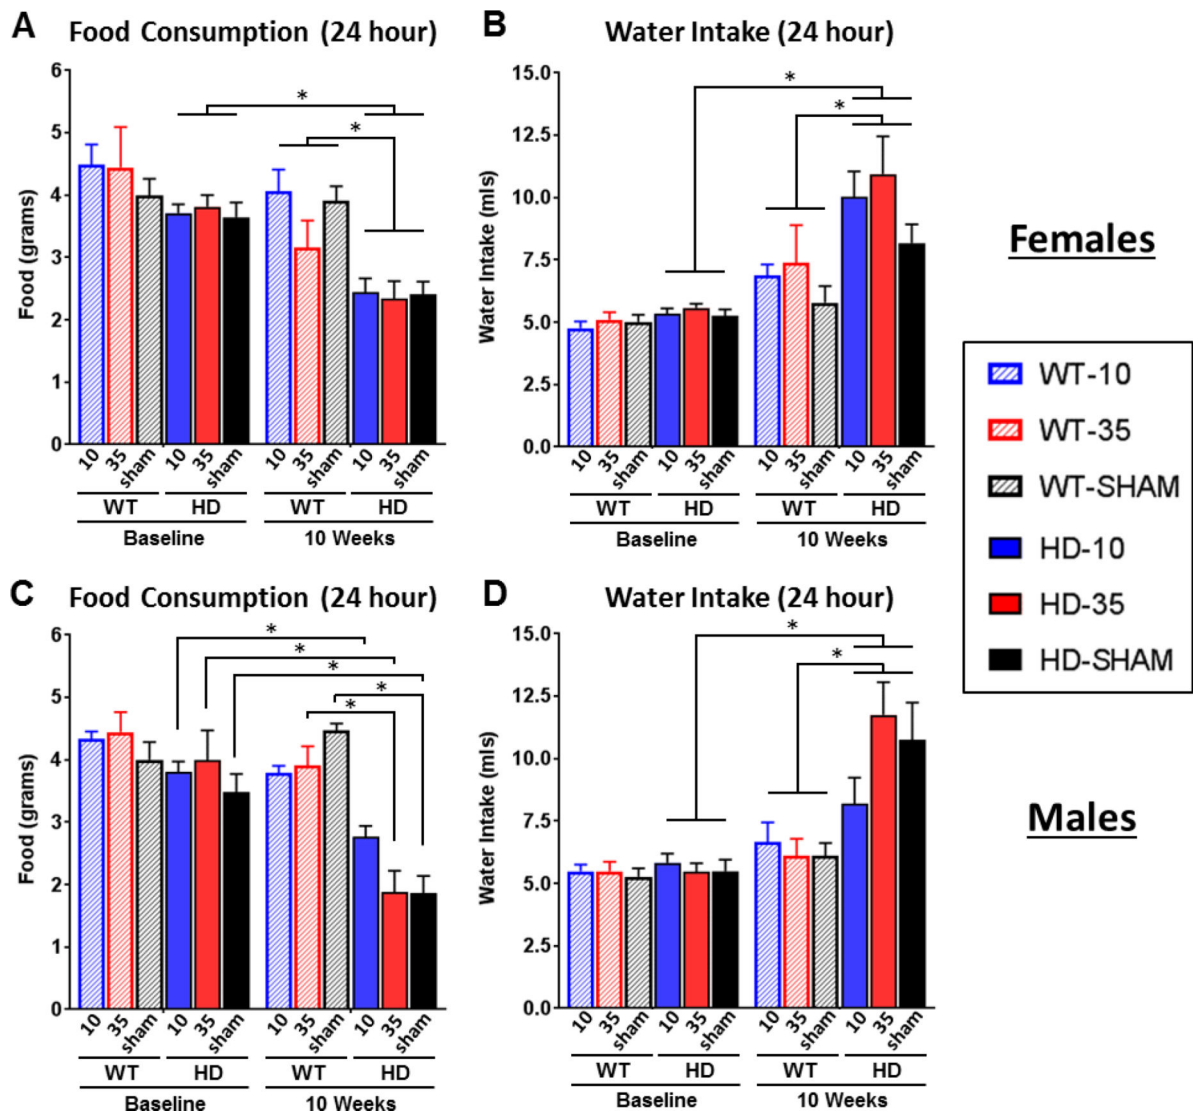 A Food Consumption (24 hour)
Food (grams)
6
5
4
3
2
1
0
*
*
10 35 sham 10 35 sham 10 35 sham 10 35 sham
WT HD WT HD
Baseline 10 Weeks
B Water Intake (24 hour)
Water Intake (mls)
15.0
12.5
10.0
7.5
5.0
2.5
0.0
*
*
10 35 sham 10 35 sham 10 35 sham 10 35 sham
WT HD WT HD
Baseline 10 Weeks
Females
WT-10
WT-35
WT-SHAM
HD-10
HD-35
HD-SHAM
C Food Consumption (24 hour)
Food (grams)
6
5
4
3
2
1
0
*
*
*
*
*
10 35 sham 10 35 sham 10 35 sham 10 35 sham
WT HD WT HD
Baseline 10 Weeks
D Water Intake (24 hour)
Water Intake (mls)
15.0
12.5
10.0
7.5
5.0
2.5
0.0
*
*
10 35 sham 10 35 sham 10 35 sham 10 35 sham
WT HD WT HD
Baseline 10 Weeks
Males